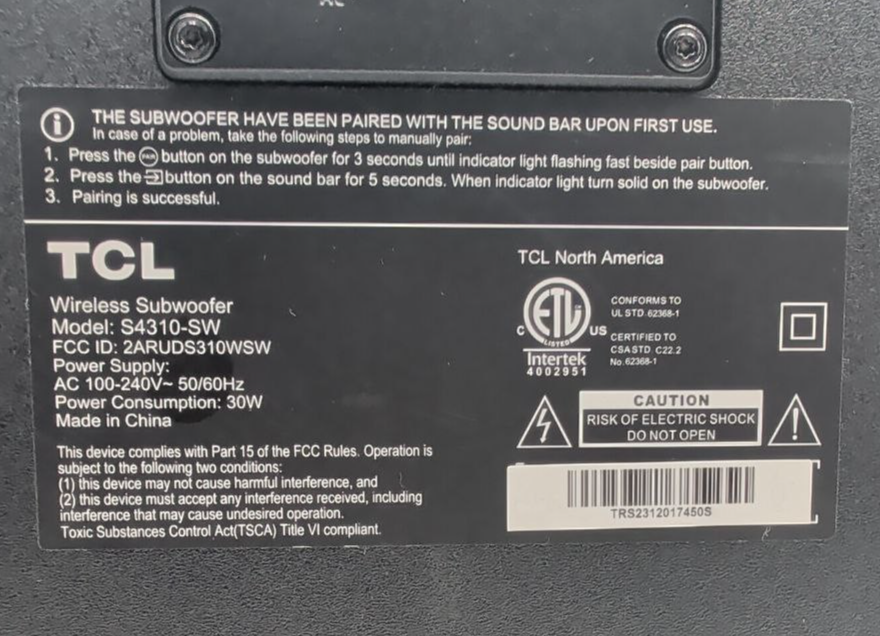 THE SUBWOOFER HAVE BEEN PAIRED WITH THE SOUND BAR UPON FIRST USE.
In case of a problem, take the following steps to manually pair:
1. Press the PAIR button on the subwoofer for 3 seconds until indicator light flashing fast beside pair button.
2. Press the button on the sound bar for 5 seconds. When indicator light turn solid on the subwoofer.
3. Pairing is successful.
TCL
Wireless Subwoofer
Model: S4310-SW
FCC ID: 2ARUDS310WSW
Power Supply:
AC 100-240V~ 50/60Hz
Power Consumption: 30W
Made in China
This device complies with Part 15 of the FCC Rules. Operation is
subject to the following two conditions:
(1) this device may not cause harmful interference, and
(2) this device must accept any interference received, including
interference that may cause undesired operation.
Toxic Substances Control Act(TSCA) Title VI compliant.
TCL North America
ETL
LISTED
C US
Intertek
4002951
CONFORMS TO
UL STD. 62368-1
CERTIFIED TO
CSA STD. C22.2
No. 62368-1
CAUTION
RISK OF ELECTRIC SHOCK
DO NOT OPEN
TRS2312017450S